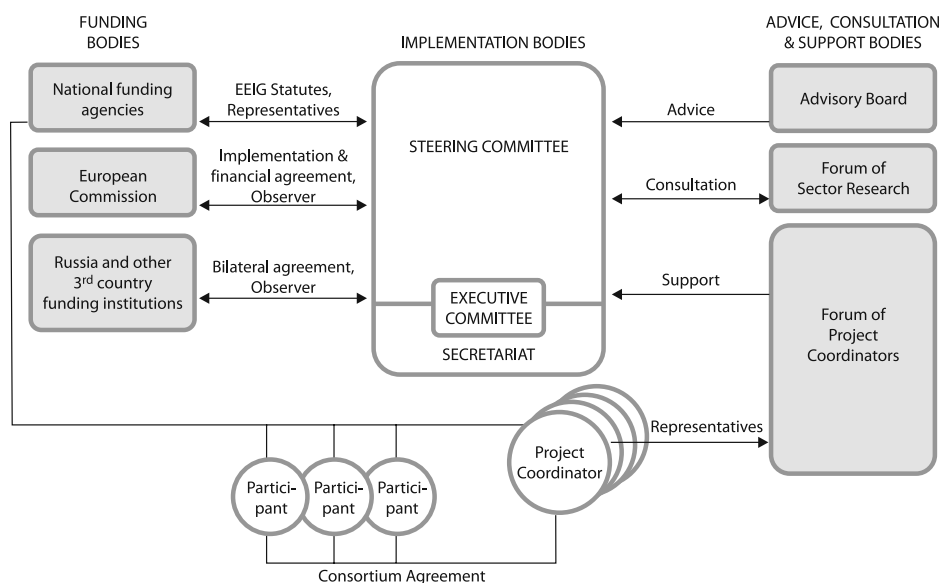 FUNDING
BODIES
National funding
agencies
European
Commission
Russia and other
3rd country
funding institutions
EEIG Statutes,
Representatives
Implementation &
financial agreement,
Observer
Bilateral agreement,
Observer
IMPLEMENTATION BODIES
STEERING COMMITTEE
EXECUTIVE
COMMITTEE
SECRETARIAT
Advice
Consultation
Support
ADVICE, CONSULTATION
& SUPPORT BODIES
Advisory Board
Forum of
Sector Research
Forum of
Project
Coordinators
Representatives
Project
Coordinator
Partici-
pant
Partici-
pant
Partici-
pant
Consortium Agreement